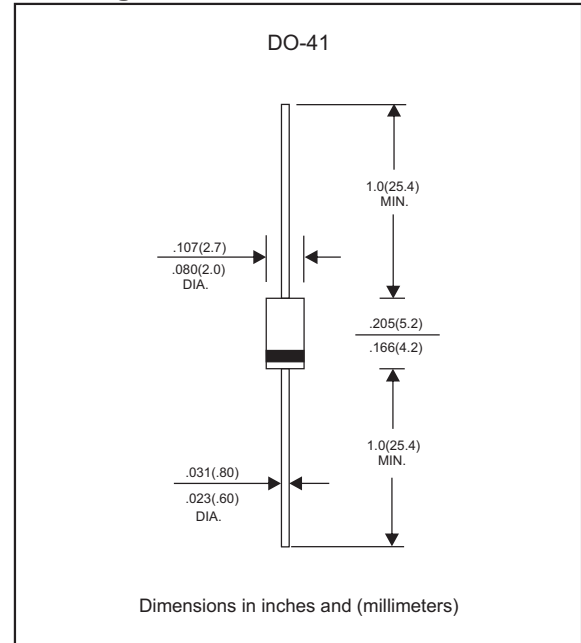 DO-41
1.0(25.4)
MIN.
.107(2.7)
.080(2.0)
DIA.
.205(5.2)
.166(4.2)
1.0(25.4)
MIN.
.031(.80)
.023(.60)
DIA.
Dimensions in inches and (millimeters)